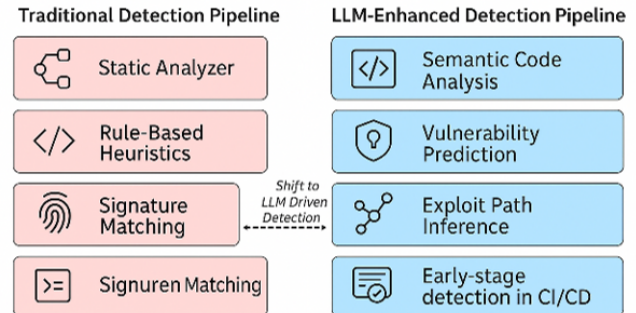 Traditional Detection Pipeline
Static Analyzer
Rule-Based
Heuristics
Signature
Matching
Signuren Matching
Shift to
LLM Driven
Detection
LLM-Enhanced Detection Pipeline
Semantic Code
Analysis
Vulnerability
Prediction
Exploit Path
Inference
Early-stage
detection in CI/CD